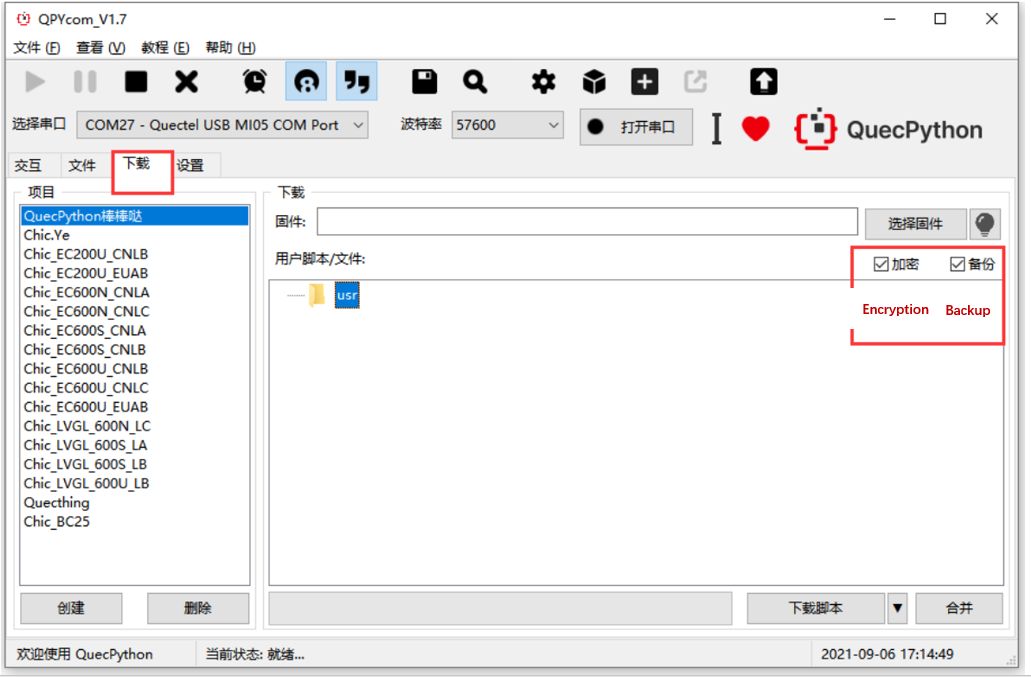 QPYcom_V1.7
文件 (F) 查看 (V) 教程 (E) 帮助 (H)
选择串口 COM27 - Quectel USB MI05 COM Port 波特率 57600 打开串口 QuecPython
交互 文件 下载 设置
项目
QuecPython棒棒哒
Chic.Ye
Chic_EC200U_CNLB
Chic_EC200U_EUAB
Chic_EC600N_CNLA
Chic_EC600N_CNLC
Chic_EC600S_CNLA
Chic_EC600S_CNLB
Chic_EC600U_CNLB
Chic_EC600U_CNLC
Chic_EC600U_EUAB
Chic_LVGL_600N_LC
Chic_LVGL_600S_LA
Chic_LVGL_600S_LB
Chic_LVGL_600U_LB
Quecthing
Chic_BC25
创建 删除
下载
固件: 选择固件
用户脚本/文件: 加密 备份
usr
Encryption Backup
下载脚本 合并
欢迎使用 QuecPython 当前状态: 就绪... 2021-09-06 17:14:49